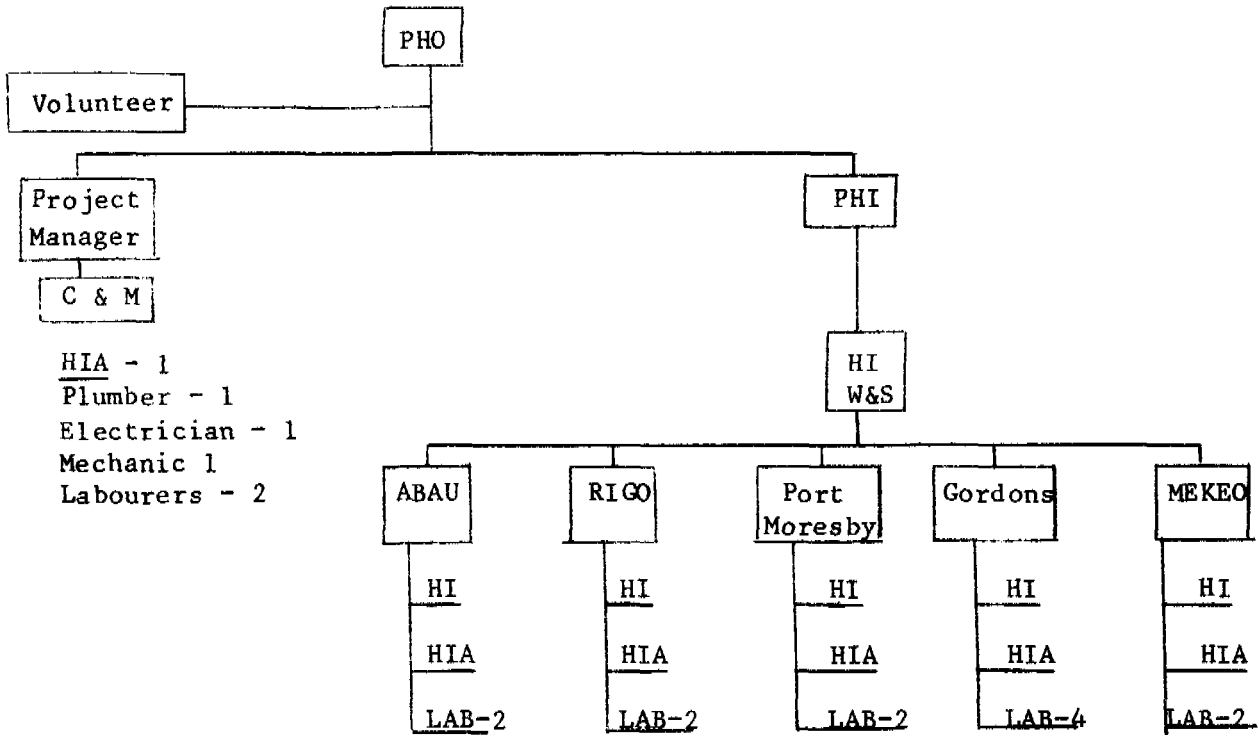 PHO
Volunteer
Project
Manager
PHI
C & M
HIA - 1
Plumber - 1
Electrician - 1
Mechanic 1
Labourers - 2
HI
W&S
ABAU
RIGO
Port
Moresby
Gordons
MEKEO
HI
HI
HI
HI
HI
HIA
HIA
HIA
HIA
HIA
LAB-2
LAB-2
LAB-2
LAB-4
LAB-2